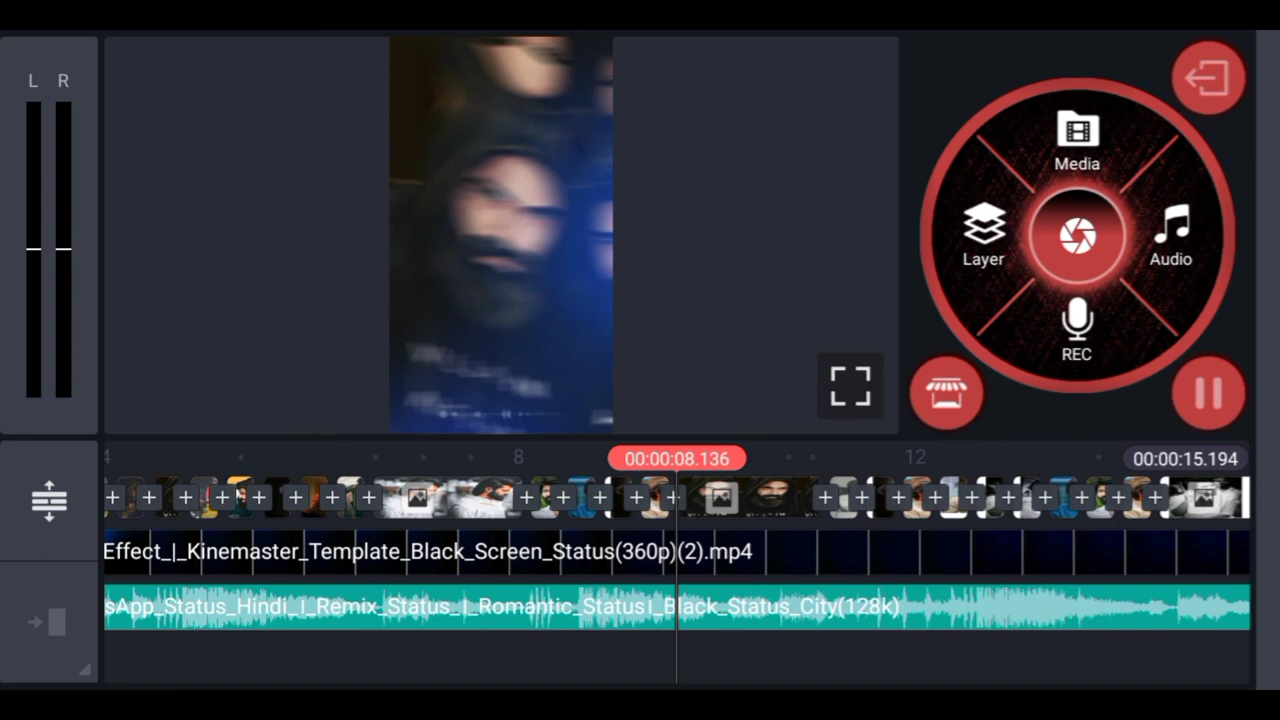 L R
Media
Layer
Audio
REC
4
8
00:00:08.136
12
00:00:15.194
Effect_|_Kinemaster_Template_Black_Screen_Status(360p)(2).mp4
sApp_Status_Hindi_|_Remix_Status_|_Romantic_Status|_Black_Status_City(128k)